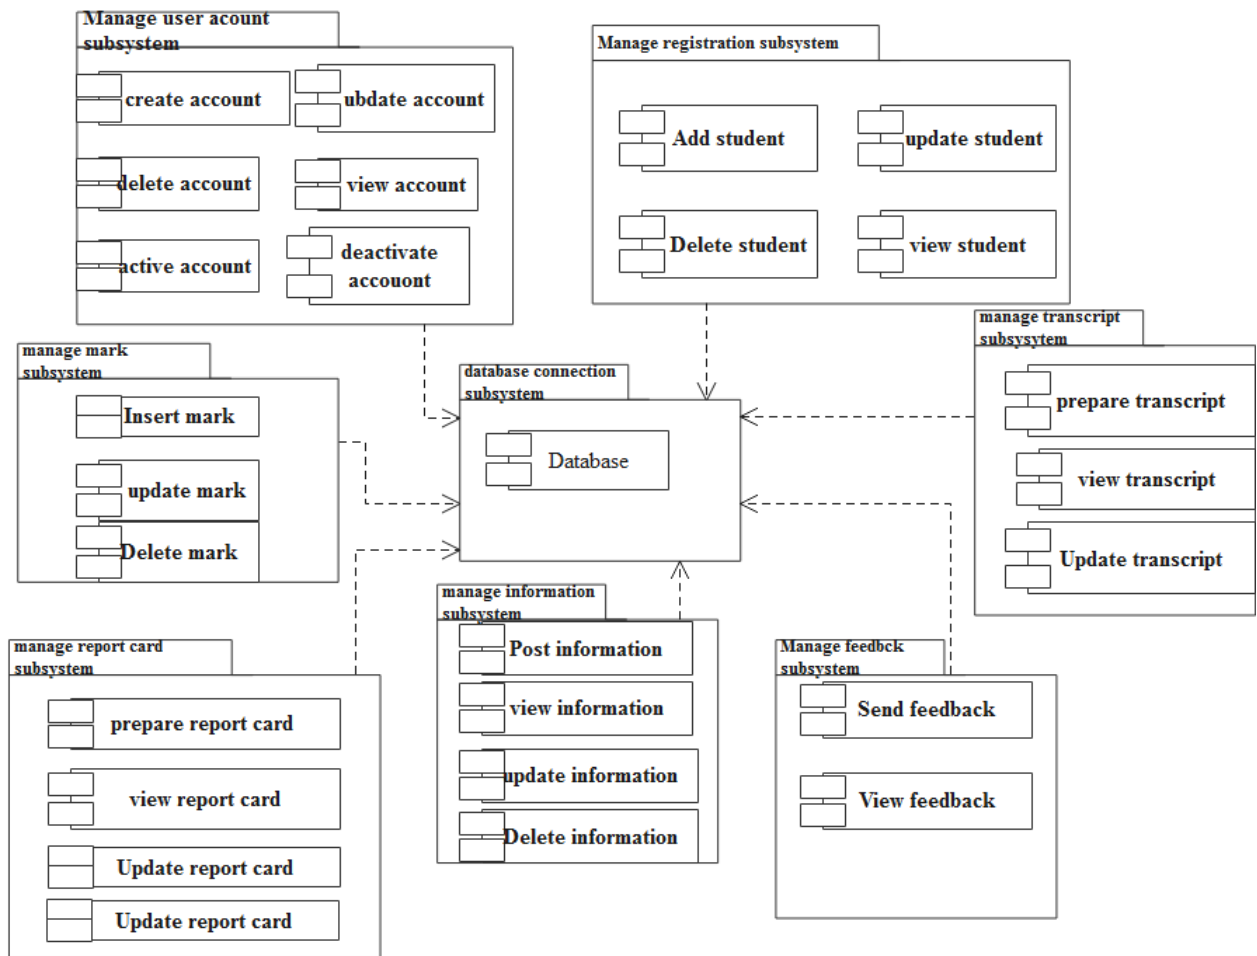 Manage user acount
subsystem
create account
ubdate account
delete account
view account
active account
deactivate
accouont
Manage registration subsystem
Add student
update student
Delete student
view student
manage mark
subsystem
Insert mark
update mark
Delete mark
database connection
subsystem
Database
manage transcript
subsysytem
prepare transcript
view transcript
Update transcript
manage report card
subsystem
prepare report card
view report card
Update report card
Update report card
manage information
subsystem
Post information
view information
update information
Delete information
Manage feedbck
subsystem
Send feedback
View feedback